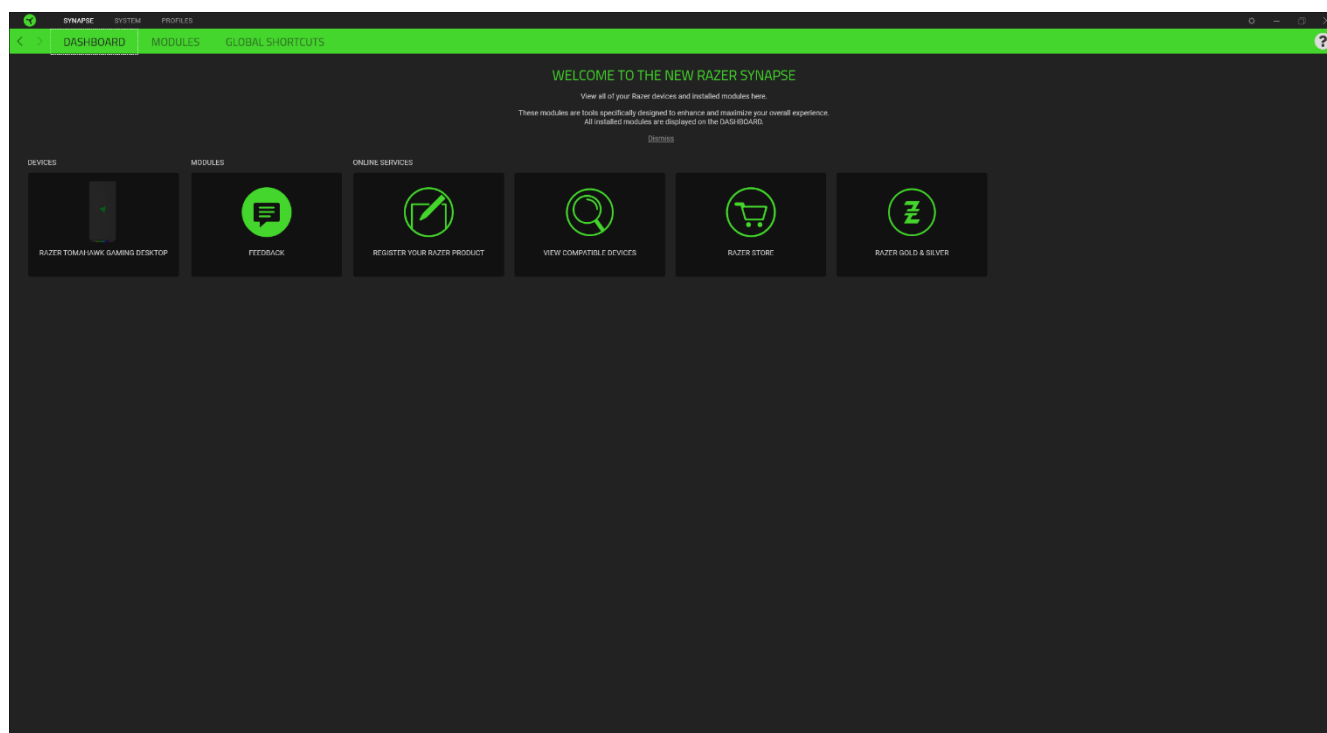 SYNAPSE SYSTEM PROFILES
DASHBOARD MODULES GLOBAL SHORTCUTS
?
WELCOME TO THE NEW RAZER SYNAPSE
View all of your Razer devices and installed modules here.
These modules are tools specifically designed to enhance and maximize your overall experience.
All installed modules are displayed on the DASHBOARD.
Dismiss
DEVICES MODULES ONLINE SERVICES
RAZER TOMAHAWK GAMING DESKTOP FEEDBACK REGISTER YOUR RAZER PRODUCT VIEW COMPATIBLE DEVICES RAZER STORE RAZER GOLD & SILVER